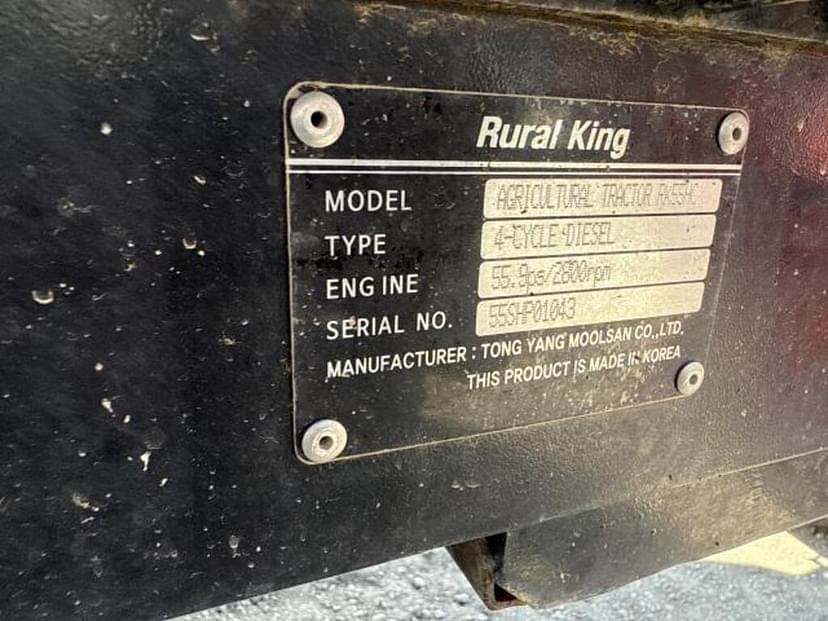 Rural King
MODEL AGRICULTURAL TRACTOR RK55HC
TYPE 4-CYCLE DIESEL
ENGINE 55.9ps/2800rpm
SERIAL NO. 55SHP01043
MANUFACTURER : TONG YANG MOOLSAN CO.,LTD.
THIS PRODUCT IS MADE IN KOREA